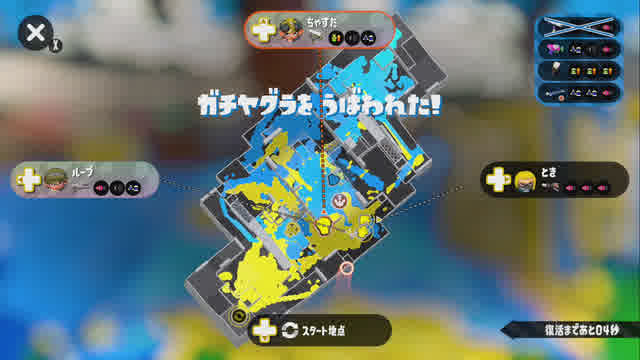 ちゃすだ
ガチヤグラをうばわれた!
ループ
とき
スタート地点
復活まであと04秒